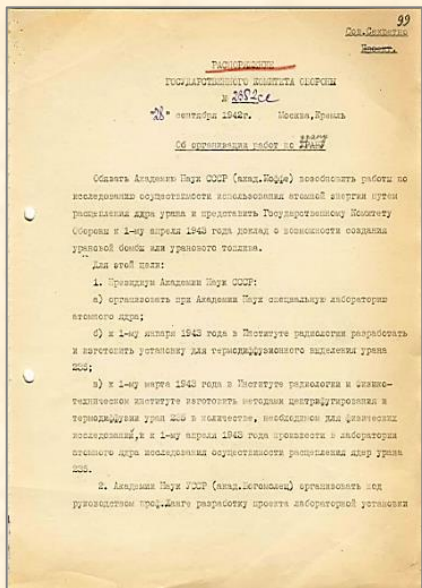 99
Сов.Секретно
РАСПОРЯЖЕНИЕ
ГОСУДАРСТВЕННОГО КОМИТЕТА ОБОРОНЫ
№ 2352сс
"28" сентября 1942г. Москва, Кремль
Об организации работ по урану
Обязать Академию Наук СССР (акад.Иоффе) возобновить работы по
исследованию осуществимости использования атомной энергии путем
расщепления ядра урана и представить Государственному Комитету
Обороны к 1-му апреля 1943 года доклад о возможности создания
урановой бомбы или уранового топлива.
Для этой цели:
1. Президиум Академии Наук СССР:
а) организовать при Академии Наук специальную лабораторию
атомного ядра;
б) к 1-му января 1943 года в Институте радиологии разработать
и изготовить установку для термодиффузионного выделения урана
235;
в) к 1-му марта 1943 года в Институте радиологии и Физико-
техническом институте изготовить методами центрифугирования и
термодиффузии уран 235 в количестве, необходимом для физических
исследований, и к 1-му апреля 1943 года произвести в лаборатории
атомного ядра исследования осуществимости расщепления ядер урана
235.
2. Академии Наук УССР (акад.Богомолец) организовать под
руководством проф.Ланге разработку проекта лабораторной установки